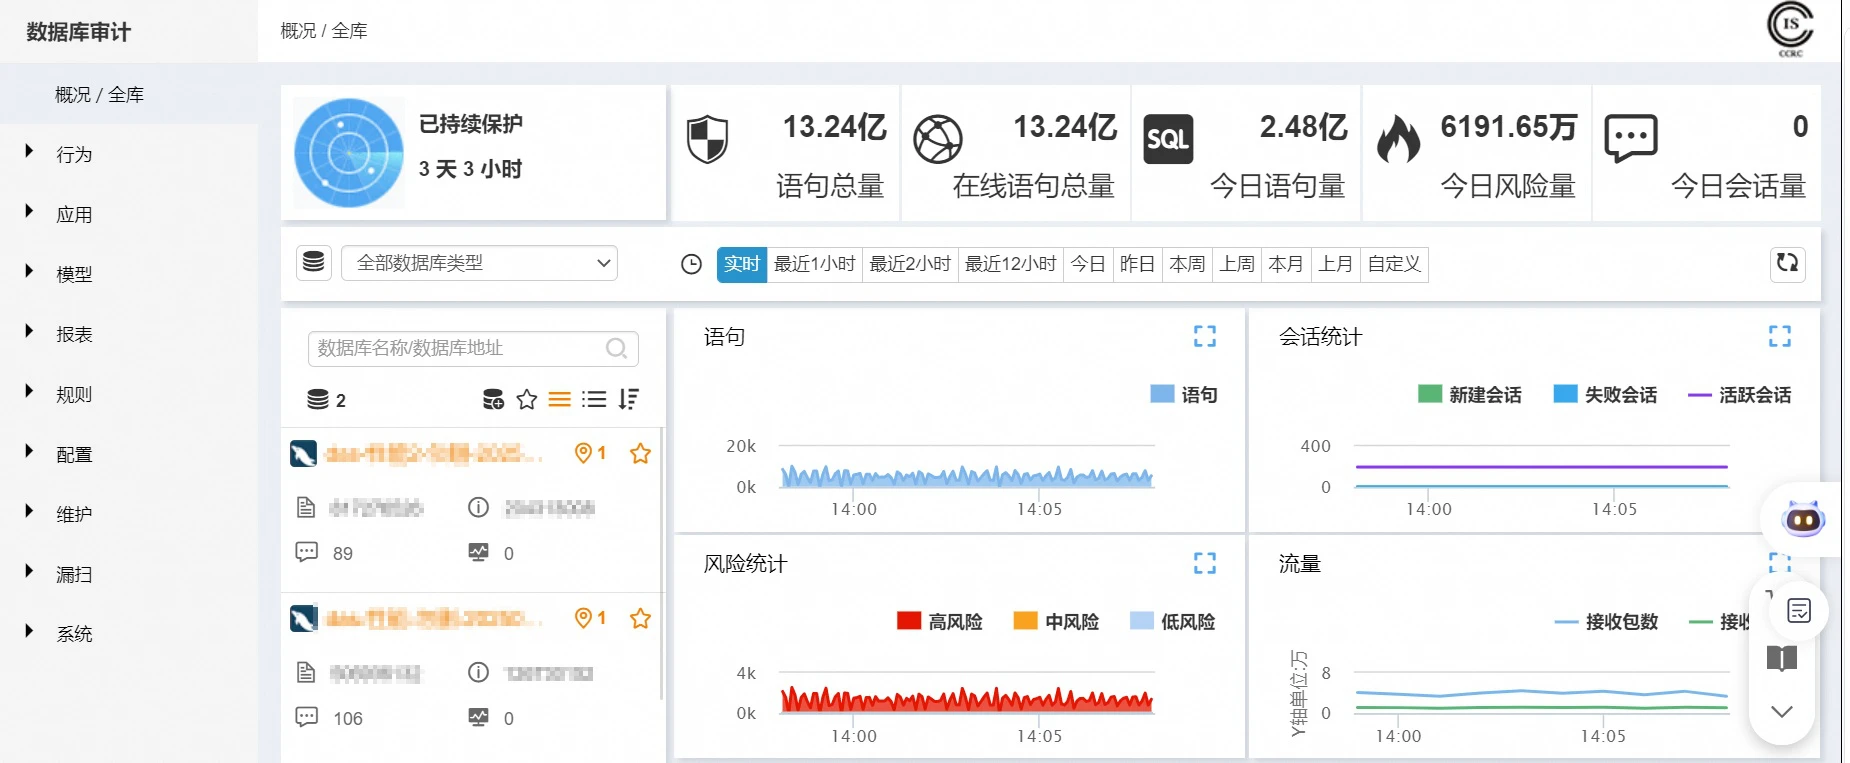 数据库审计
概况 / 全库
行为
应用
模型
报表
规则
配置
维护
漏扫
系统
概况 / 全库
IS
CCRC
已持续保护
3 天 3 小时
13.24亿
语句总量
13.24亿
在线语句总量
SQL
2.48亿
今日语句量
6191.65万
今日风险量
0
今日会话量
全部数据库类型
实时 最近1小时 最近2小时 最近12小时 今日 昨日 本周 上周 本月 上月 自定义
数据库名称/数据库地址
2
1
89
0
1
106
0
语句
语句
20k
0k
14:00 14:05
会话统计
新建会话 失败会话 活跃会话
400
0
14:00 14:05
风险统计
高风险 中风险 低风险
4k
0k
14:00 14:05
流量
接收包数 接收
Y轴单位:万
8
0
14:00 14:05